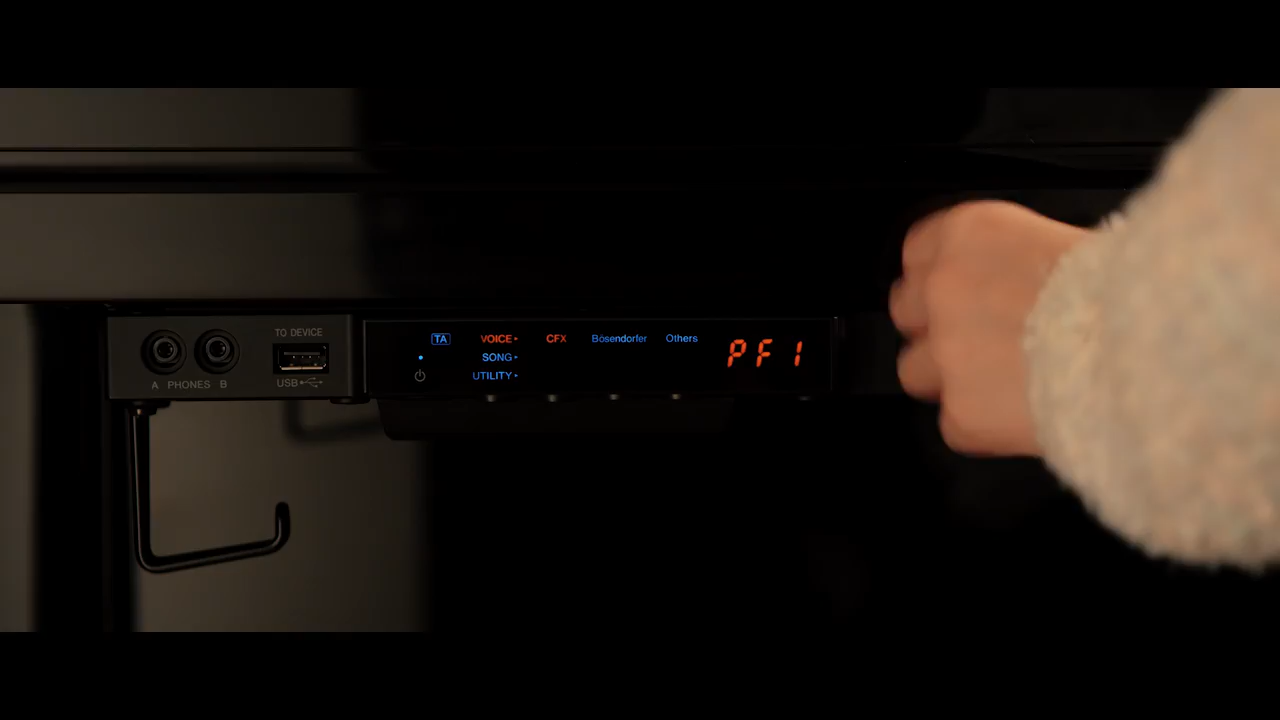 TO DEVICE
A PHONES B
USB
TA VOICE CFX Bösendorfer Others
SONG
UTILITY
PF1